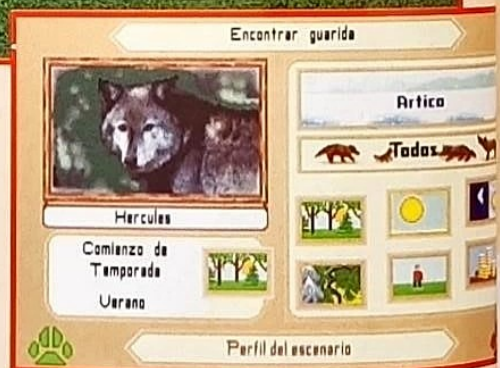 Encontrar guarida
Artico
Todos
Hercules
Comienzo de
Temporada
Verano
Perfil del escenario